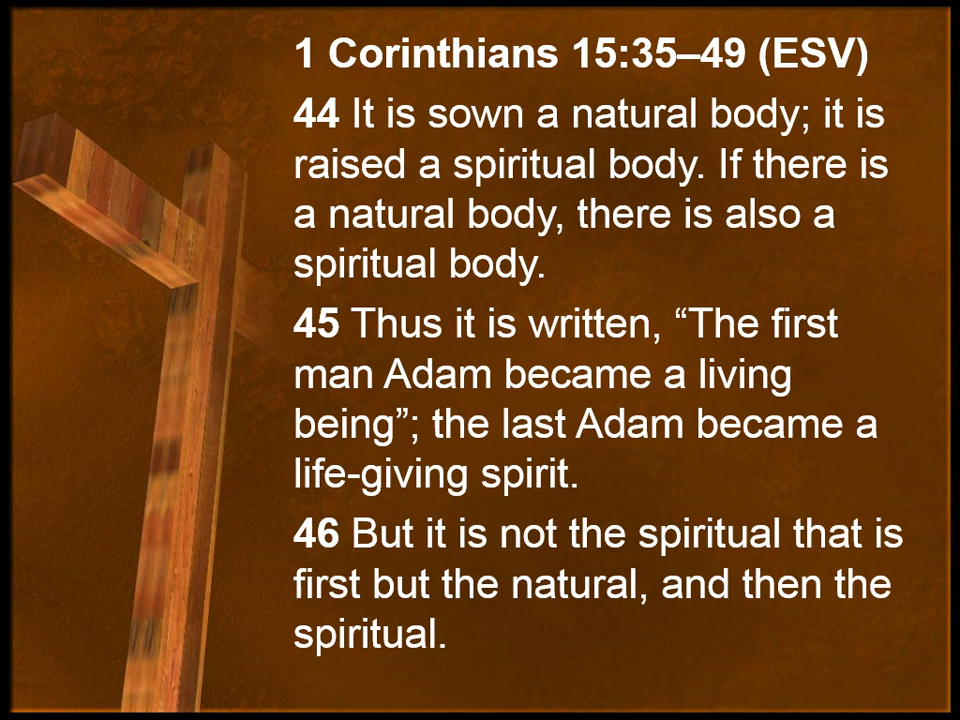 1 Corinthians 15:35–49 (ESV)
44 It is sown a natural body; it is
raised a spiritual body. If there is
a natural body, there is also a
spiritual body.
45 Thus it is written, “The first
man Adam became a living
being”; the last Adam became a
life-giving spirit.
46 But it is not the spiritual that is
first but the natural, and then the
spiritual.